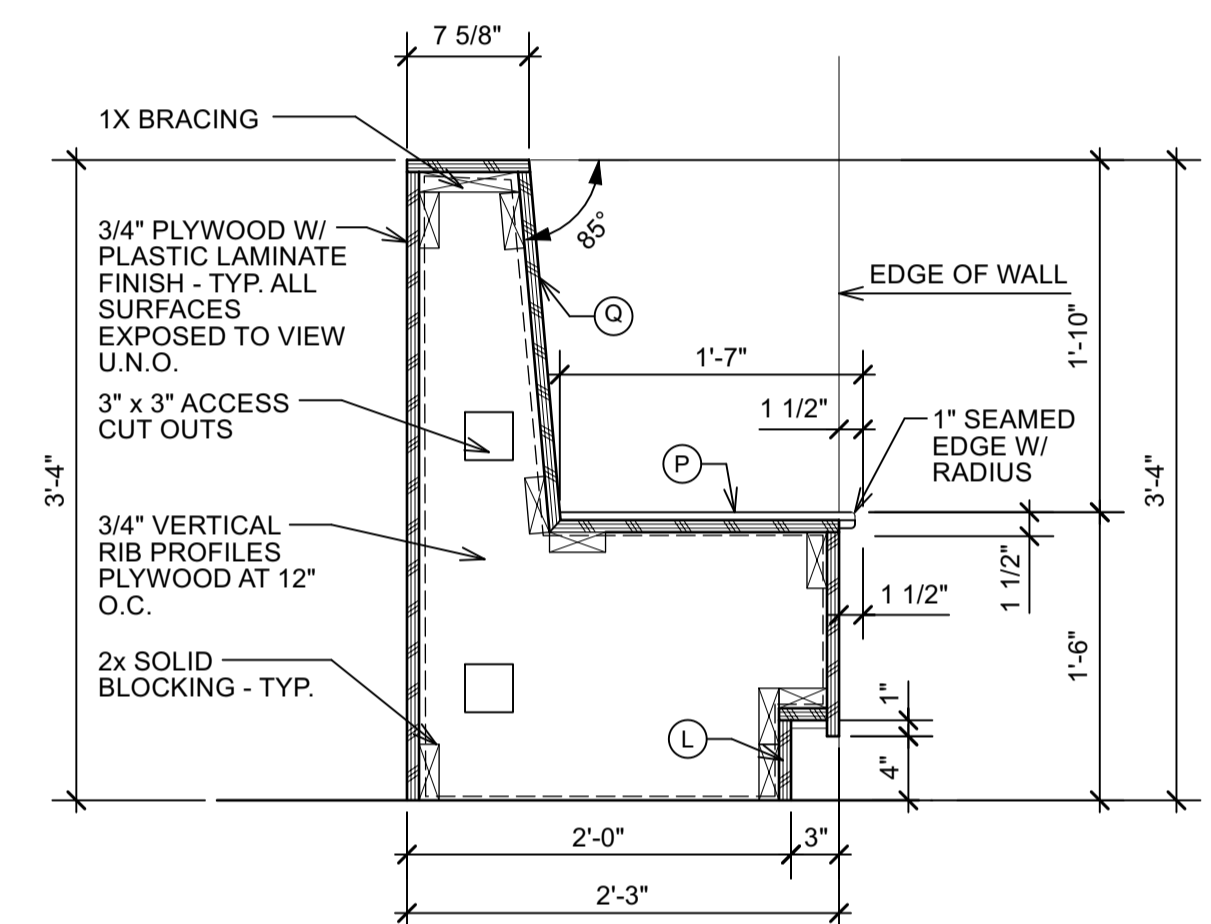 7 5/8"
1X BRACING
3/4" PLYWOOD W/
PLASTIC LAMINATE
FINISH - TYP. ALL
SURFACES
EXPOSED TO VIEW
U.N.O.
85°
Q
EDGE OF WALL
1'-10"
3'-4"
3" x 3" ACCESS
CUT OUTS
1'-7"
1 1/2"
P
1" SEAMED
EDGE W/
RADIUS
3'-4"
3/4" VERTICAL
RIB PROFILES
PLYWOOD AT 12"
O.C.
1 1/2"
1 1/2"
1'-6"
2x SOLID
BLOCKING - TYP.
L
1"
4"
2'-0"
3"
2'-3"